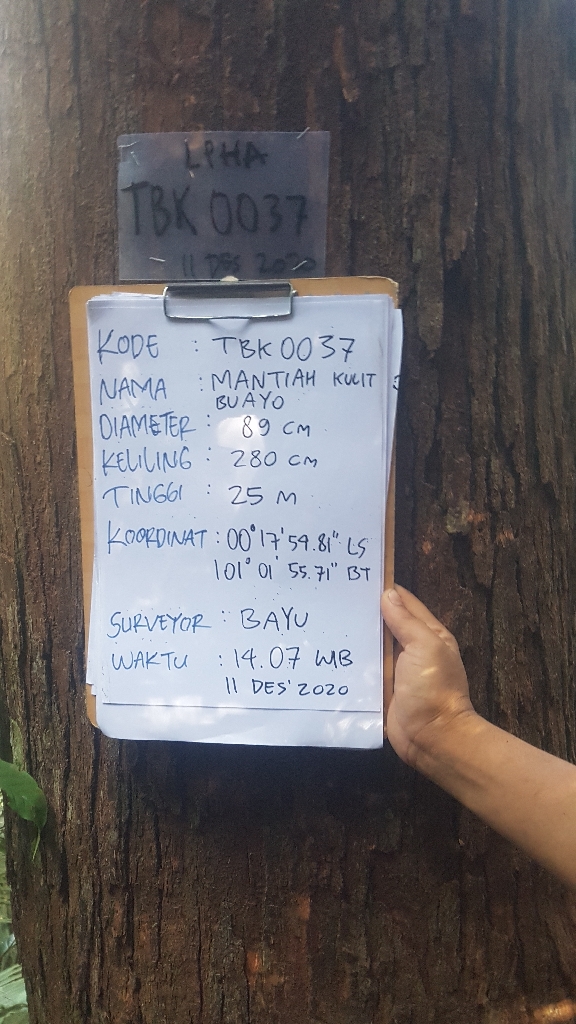 LPHA
TBK 0037
11 DES 2020
KODE : TBK 0037
NAMA : MANTIAH KULIT
BUAYO
DIAMETER : 89 CM
KELILING : 280 CM
TINGGI : 25 M
KOORDINAT : 00°17'54.81" LS
101° 01' 55.71" BT
SURVEYOR : BAYU
WAKTU : 14.07 WIB
11 DES' 2020